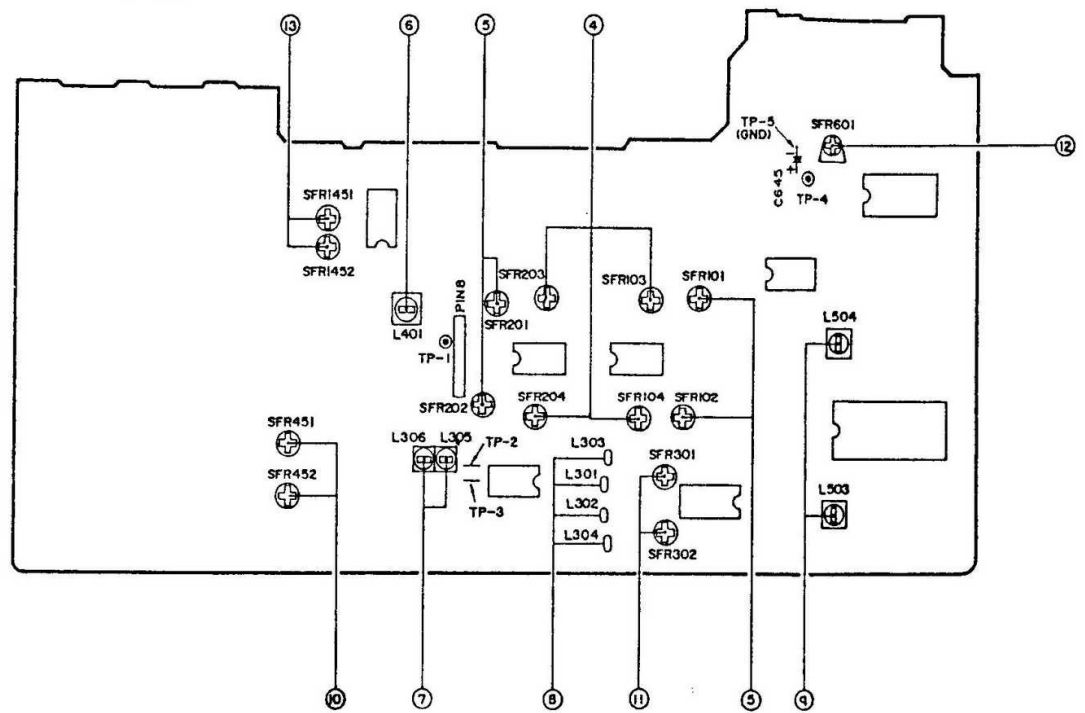 13
6
5
4
TP-5
(GND)
SFR601
12
C645
- +
TP-4
SFR1451
SFR1452
SFR203
SFR103
SFR101
PIN8
SFR201
L401
TP-1
L504
SFR202
SFR204
SFR104
SFR102
SFR451
L306
L305
TP-2
L303
SFR301
SFR452
L301
L503
TP-3
L302
L304
SFR302
10
7
8
11
5
9